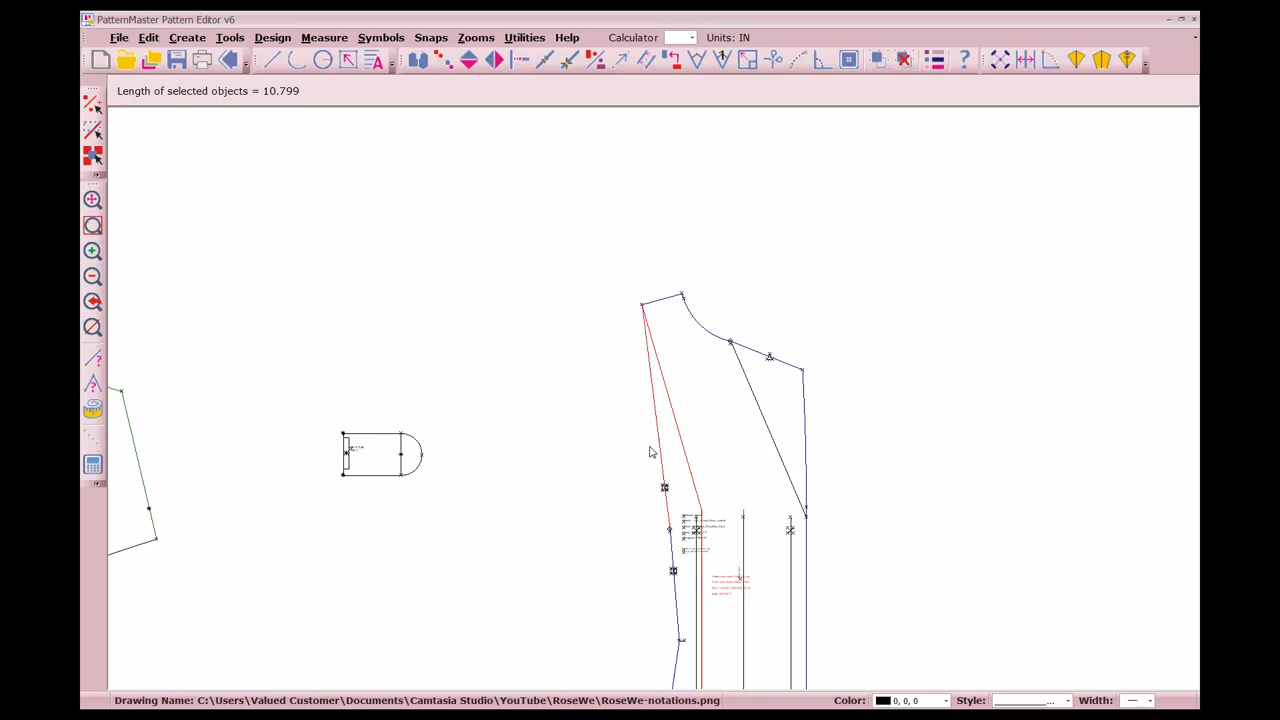 PatternMaster Pattern Editor v6
File Edit Create Tools Design Measure Symbols Snaps Zooms Utilities Help Calculator Units: IN
Length of selected objects = 10.799
Drawing Name: C:\Users\Valued Customer\Documents\Camtasia Studio\YouTube\RoseWe\RoseWe-notations.png Color: 0, 0, 0 Style: ... Width: